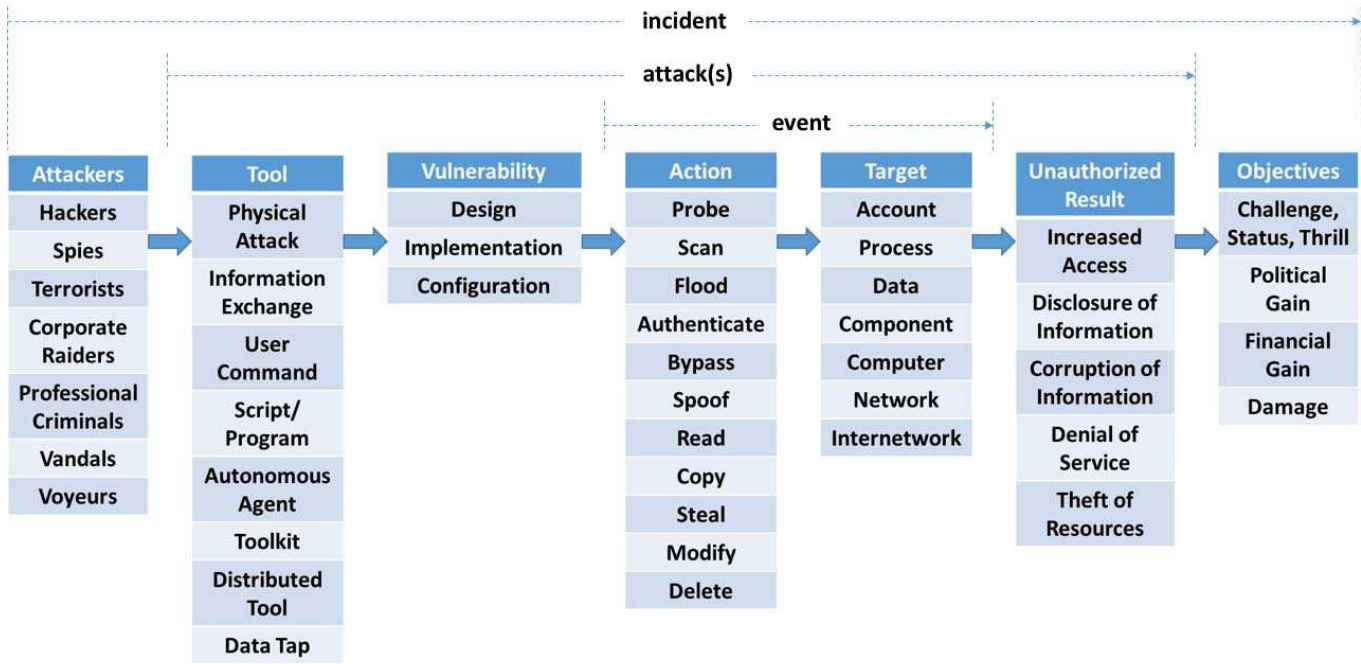 incident
attack(s)
event
Attackers
Hackers
Spies
Terrorists
Corporate
Raiders
Professional
Criminals
Vandals
Voyeurs
Tool
Physical
Attack
Information
Exchange
User
Command
Script/
Program
Autonomous
Agent
Toolkit
Distributed
Tool
Data Tap
Vulnerability
Design
Implementation
Configuration
Action
Probe
Scan
Flood
Authenticate
Bypass
Spoof
Read
Copy
Steal
Modify
Delete
Target
Account
Process
Data
Component
Computer
Network
Internetwork
Unauthorized
Result
Increased
Access
Disclosure of
Information
Corruption of
Information
Denial of
Service
Theft of
Resources
Objectives
Challenge,
Status, Thrill
Political
Gain
Financial
Gain
Damage